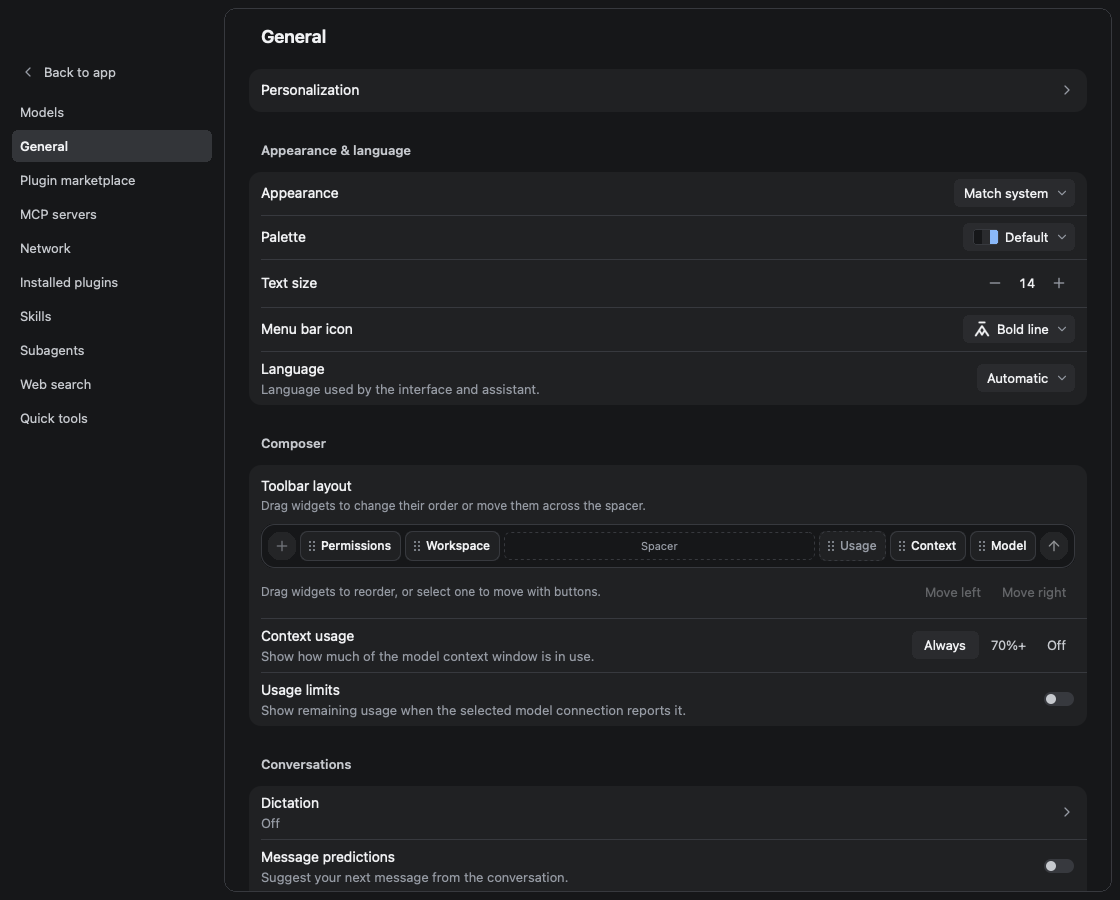 General
Back to app
Personalization
Models
General
Appearance & language
Plugin marketplace
Appearance
Match system
MCP servers
Palette
Default
Network
Text size
14
Installed plugins
Skills
Menu bar icon
Bold line
Subagents
Language
Automatic
Language used by the interface and assistant.
Web search
Quick tools
Composer
Toolbar layout
Drag widgets to change their order or move them across the spacer.
Permissions
Workspace
Spacer
Usage
Context
Model
Drag widgets to reorder, or select one to move with buttons.
Move left
Move right
Context usage
Show how much of the model context window is in use.
Always
70%+
Off
Usage limits
Show remaining usage when the selected model connection reports it.
Conversations
Dictation
Off
Message predictions
Suggest your next message from the conversation.